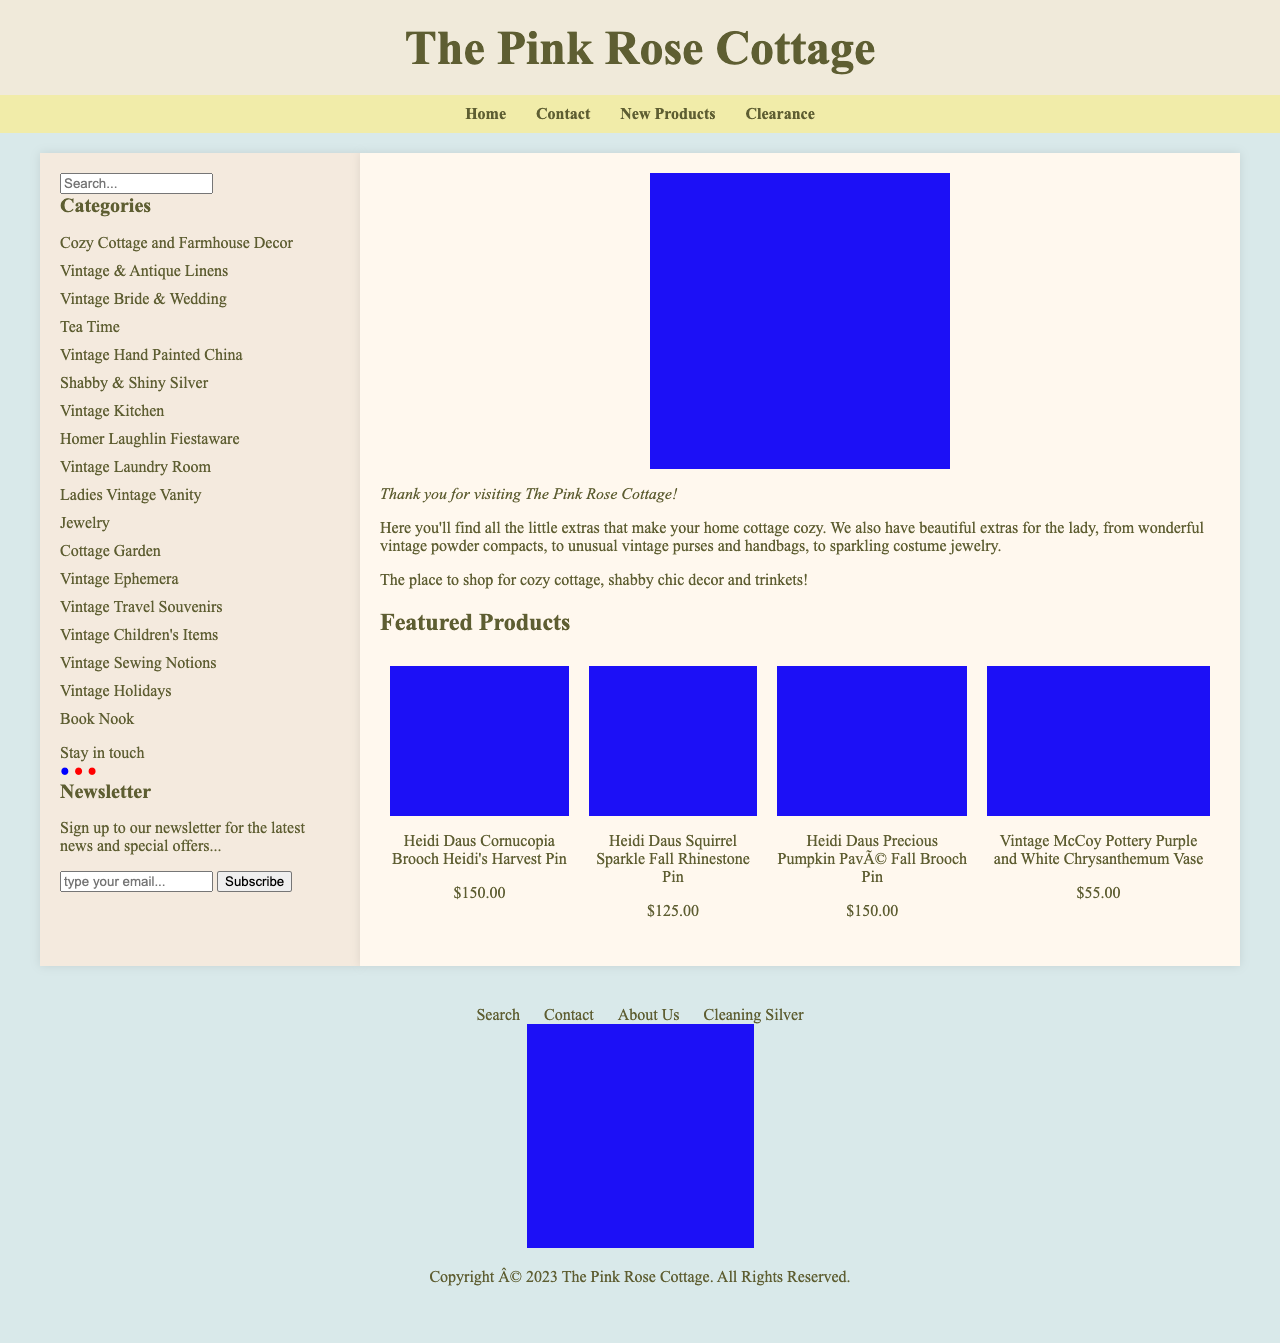 The Pink Rose Cottage
Home Contact New Products Clearance
Search...
Categories
Cozy Cottage and Farmhouse Decor
Vintage & Antique Linens
Vintage Bride & Wedding
Tea Time
Vintage Hand Painted China
Shabby & Shiny Silver
Vintage Kitchen
Homer Laughlin Fiestaware
Vintage Laundry Room
Ladies Vintage Vanity
Jewelry
Cottage Garden
Vintage Ephemera
Vintage Travel Souvenirs
Vintage Children's Items
Vintage Sewing Notions
Vintage Holidays
Book Nook
Stay in touch
Newsletter
Sign up to our newsletter for the latest
news and special offers...
type your email... Subscribe
Thank you for visiting The Pink Rose Cottage!
Here you'll find all the little extras that make your home cottage cozy. We also have beautiful extras for the lady, from wonderful
vintage powder compacts, to unusual vintage purses and handbags, to sparkling costume jewelry.
The place to shop for cozy cottage, shabby chic decor and trinkets!
Featured Products
Heidi Daus Cornucopia
Brooch Heidi's Harvest Pin
$150.00
Heidi Daus Squirrel
Sparkle Fall Rhinestone
Pin
$125.00
Heidi Daus Precious
Pumpkin PavÃ© Fall Brooch
Pin
$150.00
Vintage McCoy Pottery Purple
and White Chrysanthemum Vase
$55.00
Search Contact About Us Cleaning Silver
Copyright Â© 2023 The Pink Rose Cottage. All Rights Reserved.